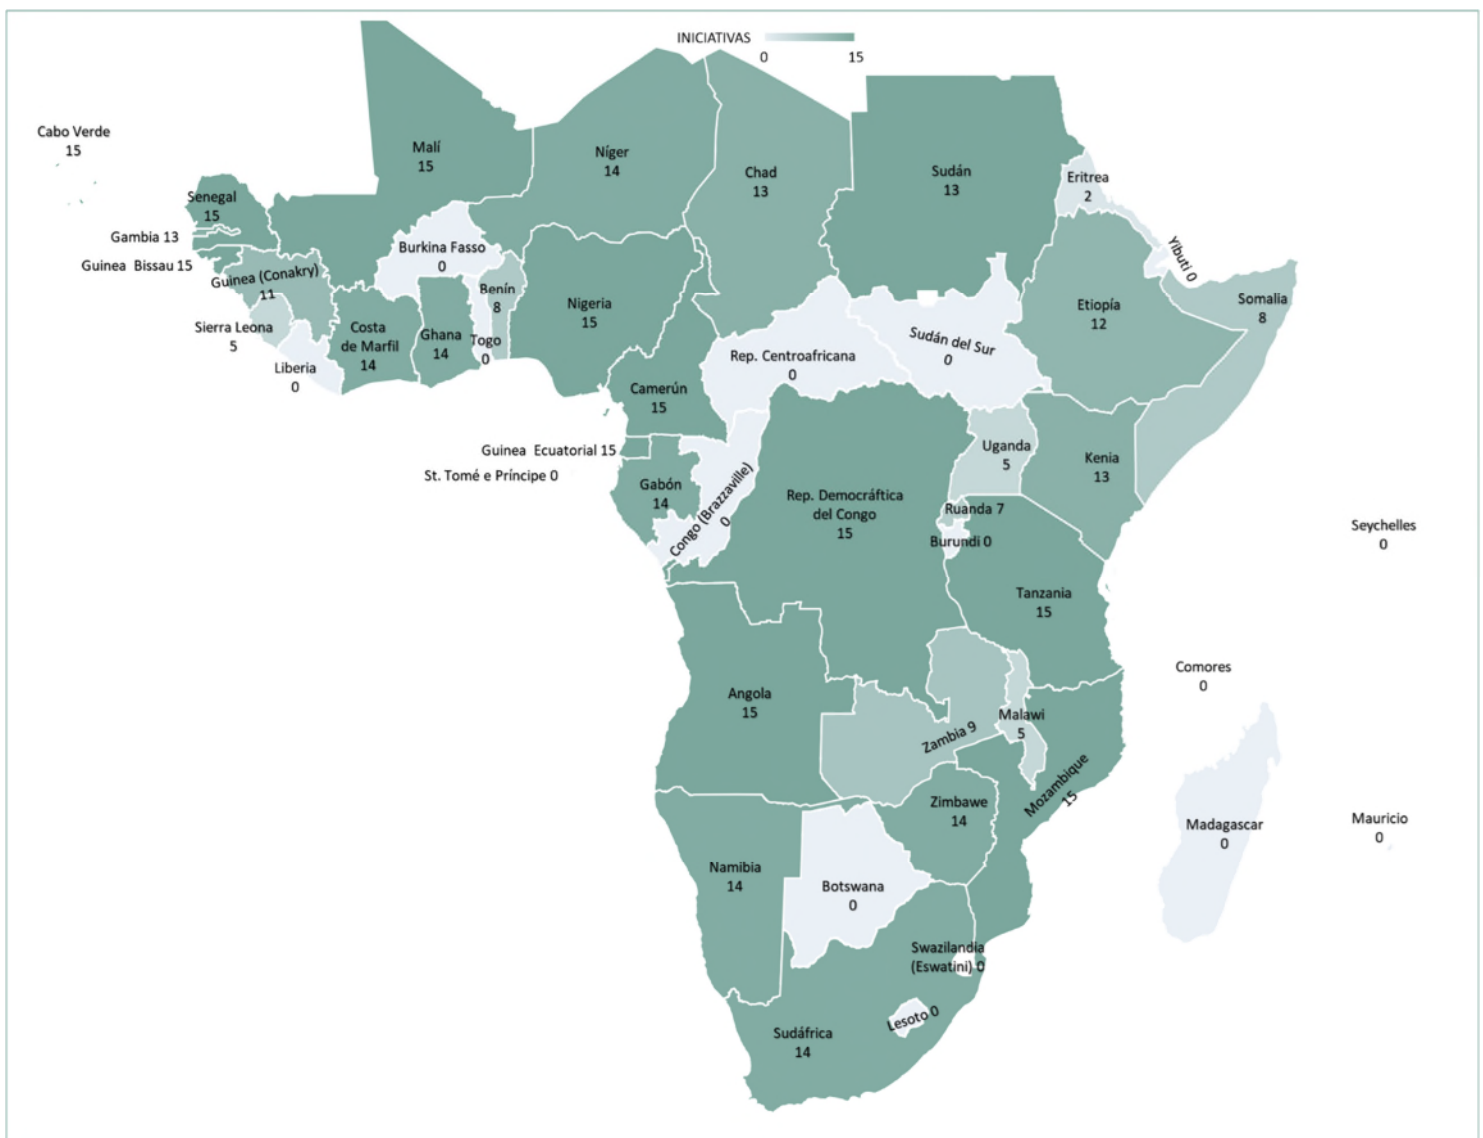 INICIATIVAS
0 15
Cabo Verde
15
Malí
15
Níger
14
Chad
13
Sudán
13
Eritrea
2
Senegal
15
Gambia 13
Guinea Bissau 15
Guinea (Conakry)
11
Burkina Fasso
0
Yibuti 0
Benín
8
Nigeria
15
Etiopía
12
Somalia
8
Sierra Leona
5
Costa
de Marfil
14
Ghana
14
Togo
0
Liberia
0
Rep. Centroafricana
0
Sudán del Sur
0
Camerún
15
Guinea Ecuatorial 15
St. Tomé e Príncipe 0
Gabón
14
Congo (Brazzaville)
0
Rep. Democráftica
del Congo
15
Uganda
5
Kenia
13
Ruanda 7
Burundi 0
Seychelles
0
Tanzania
15
Comores
0
Angola
15
Zambia 9
Malawi
5
Mozambique
15
Zimbawe
14
Madagascar
0
Mauricio
0
Namibia
14
Botswana
0
Swazilandia
(Eswatini) 0
Lesoto 0
Sudáfrica
14